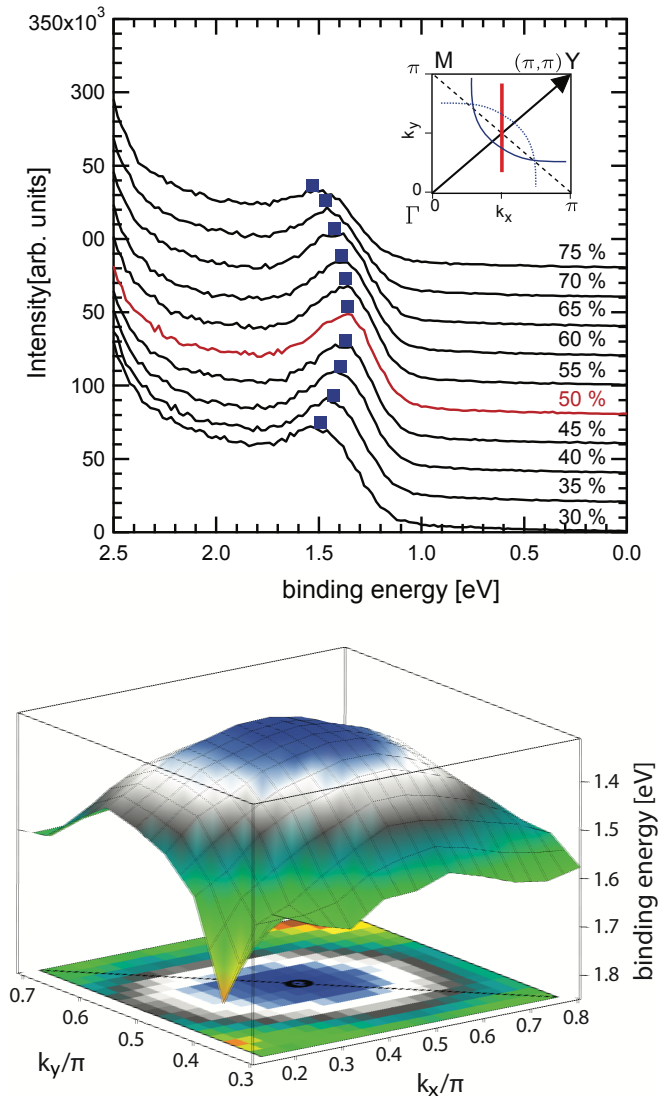 350x10³
300
50
00
50
100
50
0
Intensity[arb. units]
2.5 2.0 1.5 1.0 0.5 0.0
binding energy [eV]
π M (π,π) Y
k_y
0
Γ 0 k_x π
75 %
70 %
65 %
60 %
55 %
50 %
45 %
40 %
35 %
30 %
1.4
1.5
1.6
1.7
1.8
binding energy [eV]
0.7 0.6 0.5 0.4 0.3
k_y/π
0.2 0.3 0.4 0.5 0.6 0.7 0.8
k_x/π